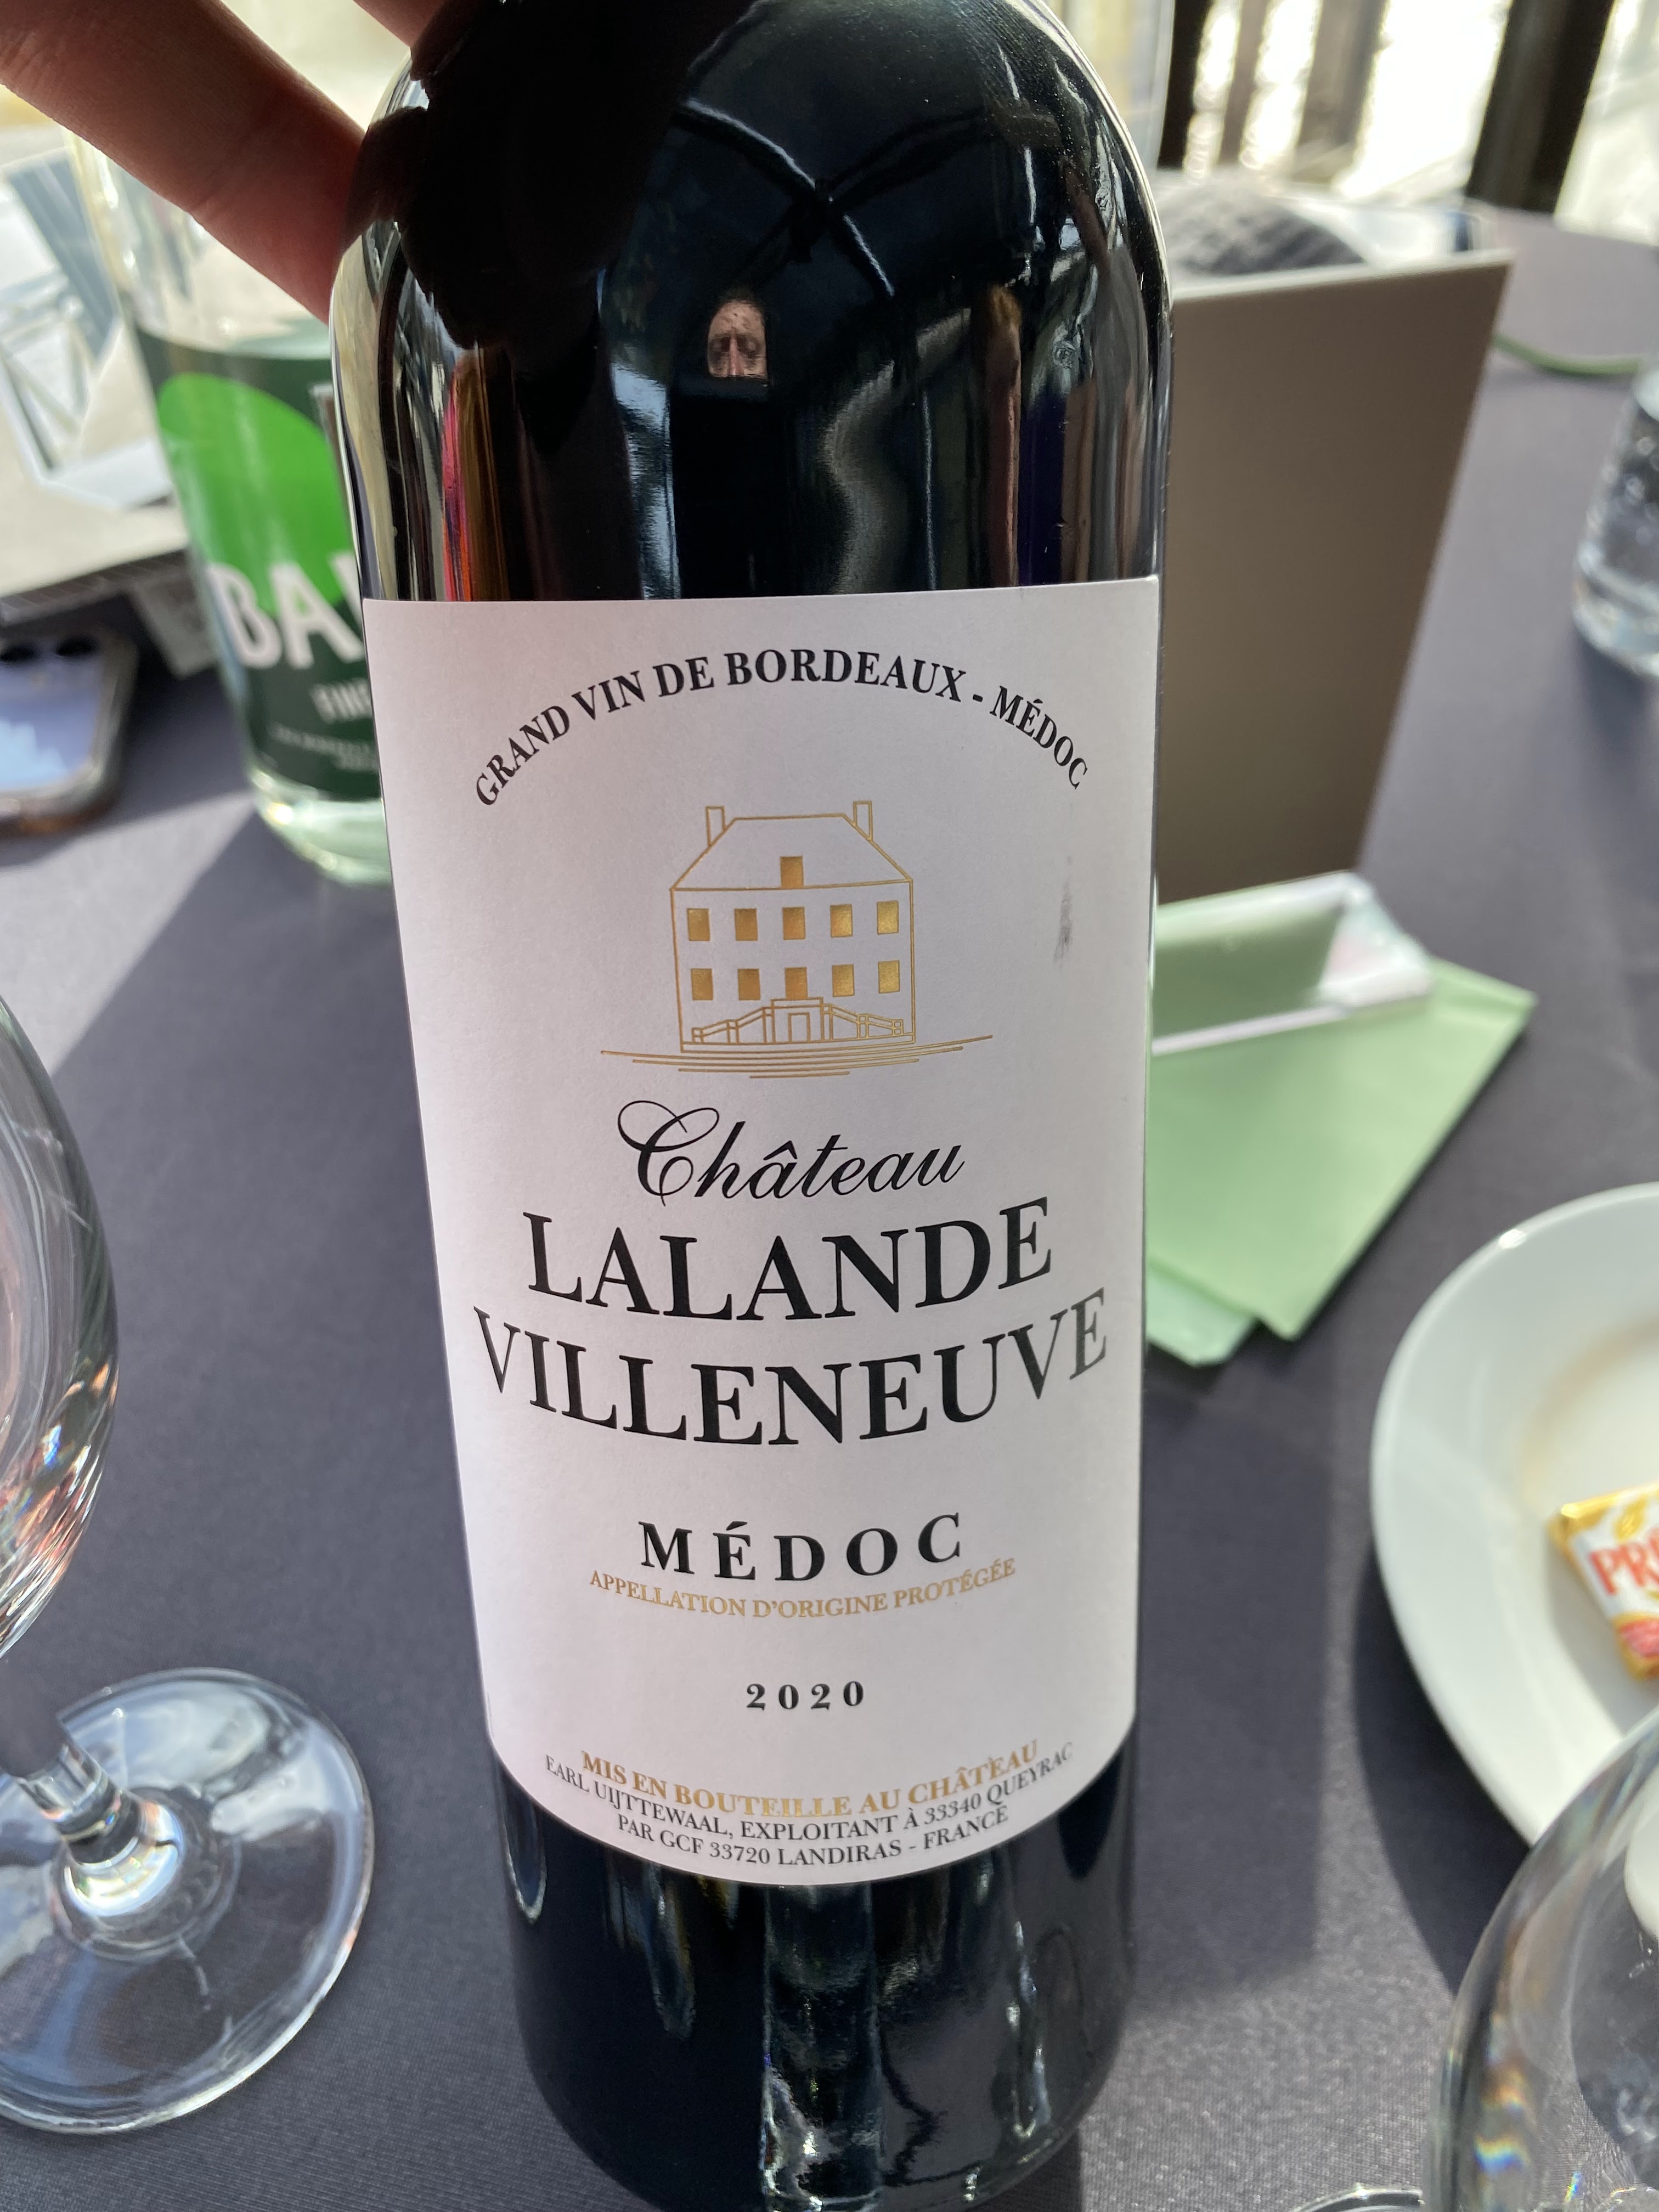 GRAND VIN DE BORDEAUX - MÉDOC
Château
LALANDE
VILLENEUVE
MÉDOC
APPELLATION D'ORIGINE PROTÉGÉE
2020
MIS EN BOUTEILLE AU CHÂTEAU
EARL UIJTTEWAAL, EXPLOITANT À 33340 QUEYRAC
PAR GCF 33720 LANDIRAS - FRANCE